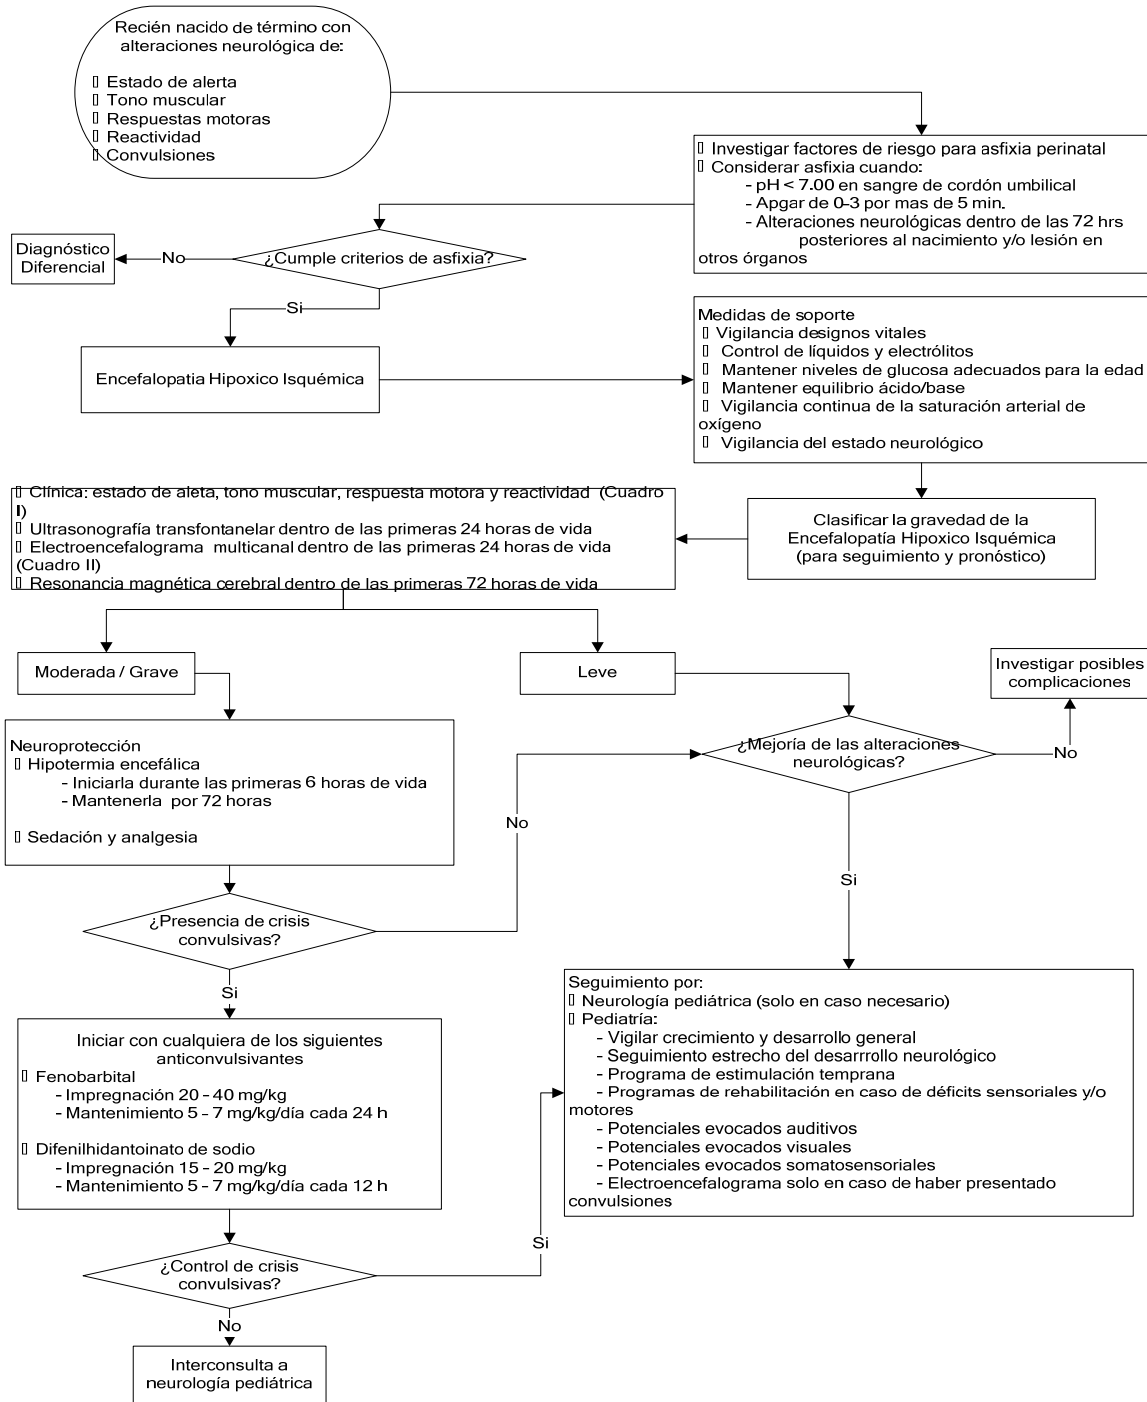 Recién nacido de término con
alteraciones neurológica de:
▯ Estado de alerta
▯ Tono muscular
▯ Respuestas motoras
▯ Reactividad
▯ Convulsiones
▯ Investigar factores de riesgo para asfixia perinatal
▯ Considerar asfixia cuando:
- pH < 7.00 en sangre de cordón umbilical
- Apgar de 0-3 por mas de 5 min.
- Alteraciones neurológicas dentro de las 72 hrs
posteriores al nacimiento y/o lesión en
otros órganos
¿Cumple criterios de asfixia?
No
Diagnóstico
Diferencial
Si
Encefalopatia Hipoxico Isquémica
Medidas de soporte
▯ Vigilancia designos vitales
▯ Control de líquidos y electrólitos
▯ Mantener niveles de glucosa adecuados para la edad
▯ Mantener equilibrio ácido/base
▯ Vigilancia continua de la saturación arterial de
oxígeno
▯ Vigilancia del estado neurológico
Clasificar la gravedad de la
Encefalopatía Hipoxico Isquémica
(para seguimiento y pronóstico)
▯ Clínica: estado de aleta, tono muscular, respuesta motora y reactividad (Cuadro
I)
▯ Ultrasonografía transfontanelar dentro de las primeras 24 horas de vida
▯ Electroencefalograma multicanal dentro de las primeras 24 horas de vida
(Cuadro II)
▯ Resonancia magnética cerebral dentro de las primeras 72 horas de vida
Moderada / Grave
Leve
Investigar posibles
complicaciones
Neuroprotección
▯ Hipotermia encefálica
- Iniciarla durante las primeras 6 horas de vida
- Mantenerla por 72 horas
▯ Sedación y analgesia
¿Mejoría de las alteraciones
neurológicas?
No
No
Si
¿Presencia de crisis
convulsivas?
Si
Iniciar con cualquiera de los siguientes
anticonvulsivantes
▯ Fenobarbital
- Impregnación 20 - 40 mg/kg
- Mantenimiento 5 - 7 mg/kg/día cada 24 h
▯ Difenilhidantoinato de sodio
- Impregnación 15 - 20 mg/kg
- Mantenimiento 5 - 7 mg/kg/día cada 12 h
Seguimiento por:
▯ Neurología pediátrica (solo en caso necesario)
▯ Pediatría:
- Vigilar crecimiento y desarrollo general
- Seguimiento estrecho del desarrrollo neurológico
- Programa de estimulación temprana
- Programas de rehabilitación en caso de déficits sensoriales y/o
motores
- Potenciales evocados auditivos
- Potenciales evocados visuales
- Potenciales evocados somatosensoriales
- Electroencefalograma solo en caso de haber presentado
convulsiones
¿Control de crisis
convulsivas?
Si
No
Interconsulta a
neurología pediátrica